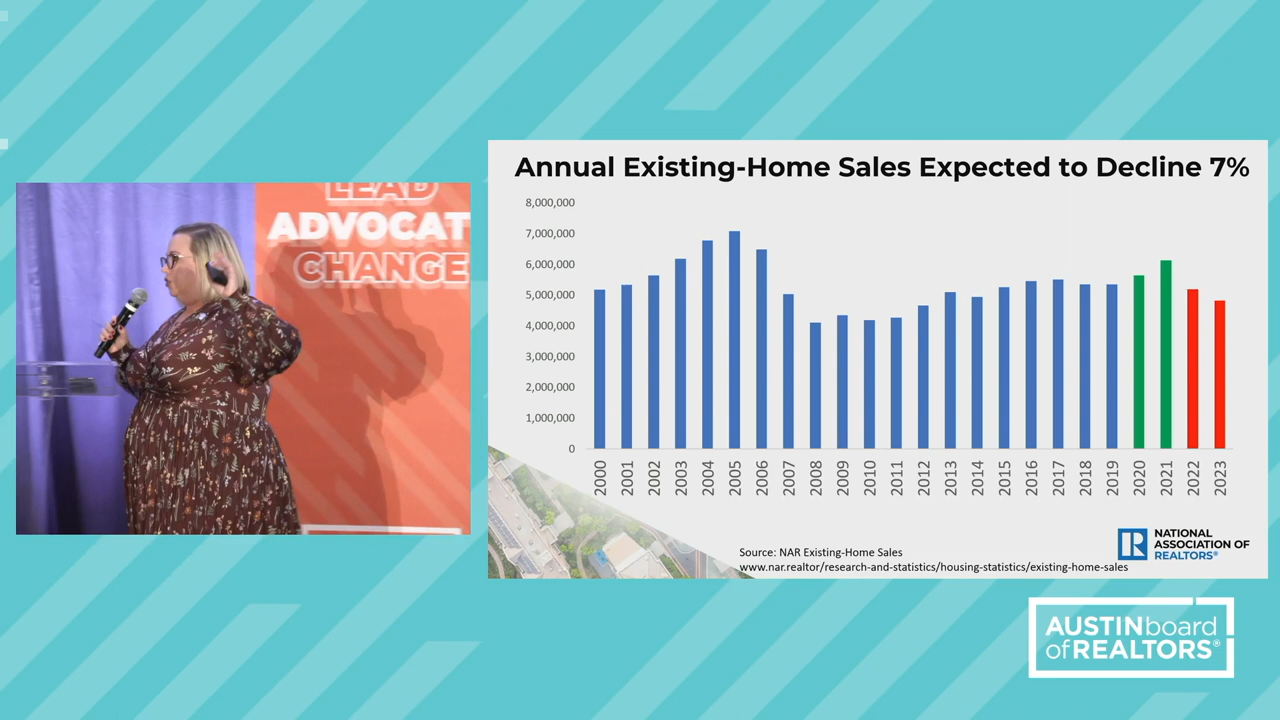 LEAD
ADVOCAT
CHANGE
Annual Existing-Home Sales Expected to Decline 7%
8,000,000
7,000,000
6,000,000
5,000,000
4,000,000
3,000,000
2,000,000
1,000,000
0
2000
2001
2002
2003
2004
2005
2006
2007
2008
2009
2010
2011
2012
2013
2014
2015
2016
2017
2018
2019
2020
2021
2022
2023
Source: NAR Existing-Home Sales
www.nar.realtor/research-and-statistics/housing-statistics/existing-home-sales
R
NATIONAL
ASSOCIATION OF
REALTORS®
AUSTINboard
ofREALTORS®